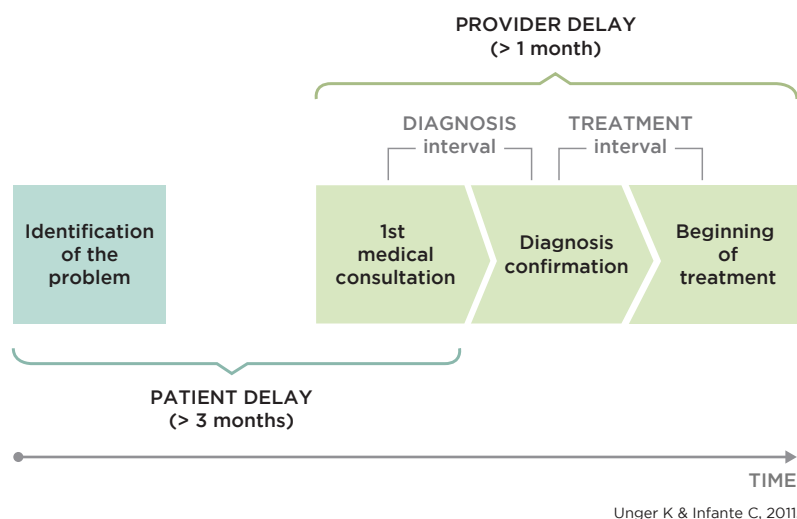 PROVIDER DELAY
(> 1 month)
DIAGNOSIS
interval
TREATMENT
interval
Identification
of the
problem
1st
medical
consultation
Diagnosis
confirmation
Beginning
of
treatment
PATIENT DELAY
(> 3 months)
TIME
Unger K & Infante C, 2011